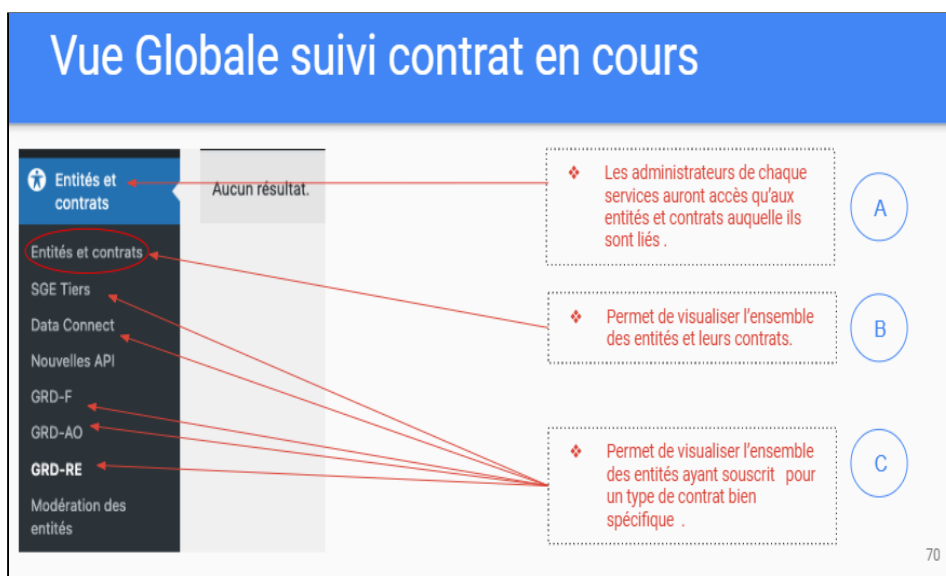 Vue Globale suivi contrat en cours
Entités et
contrats
Aucun résultat.
Entités et contrats
SGE Tiers
Data Connect
Nouvelles API
GRD-F
GRD-AO
GRD-RE
Modération des
entités
❖ Les administrateurs de chaque
services auront accès qu'aux
entités et contrats auquelle ils
sont liés .
A
❖ Permet de visualiser l'ensemble
des entités et leurs contrats.
B
❖ Permet de visualiser l'ensemble
des entités ayant souscrit pour
un type de contrat bien
spécifique .
C
70